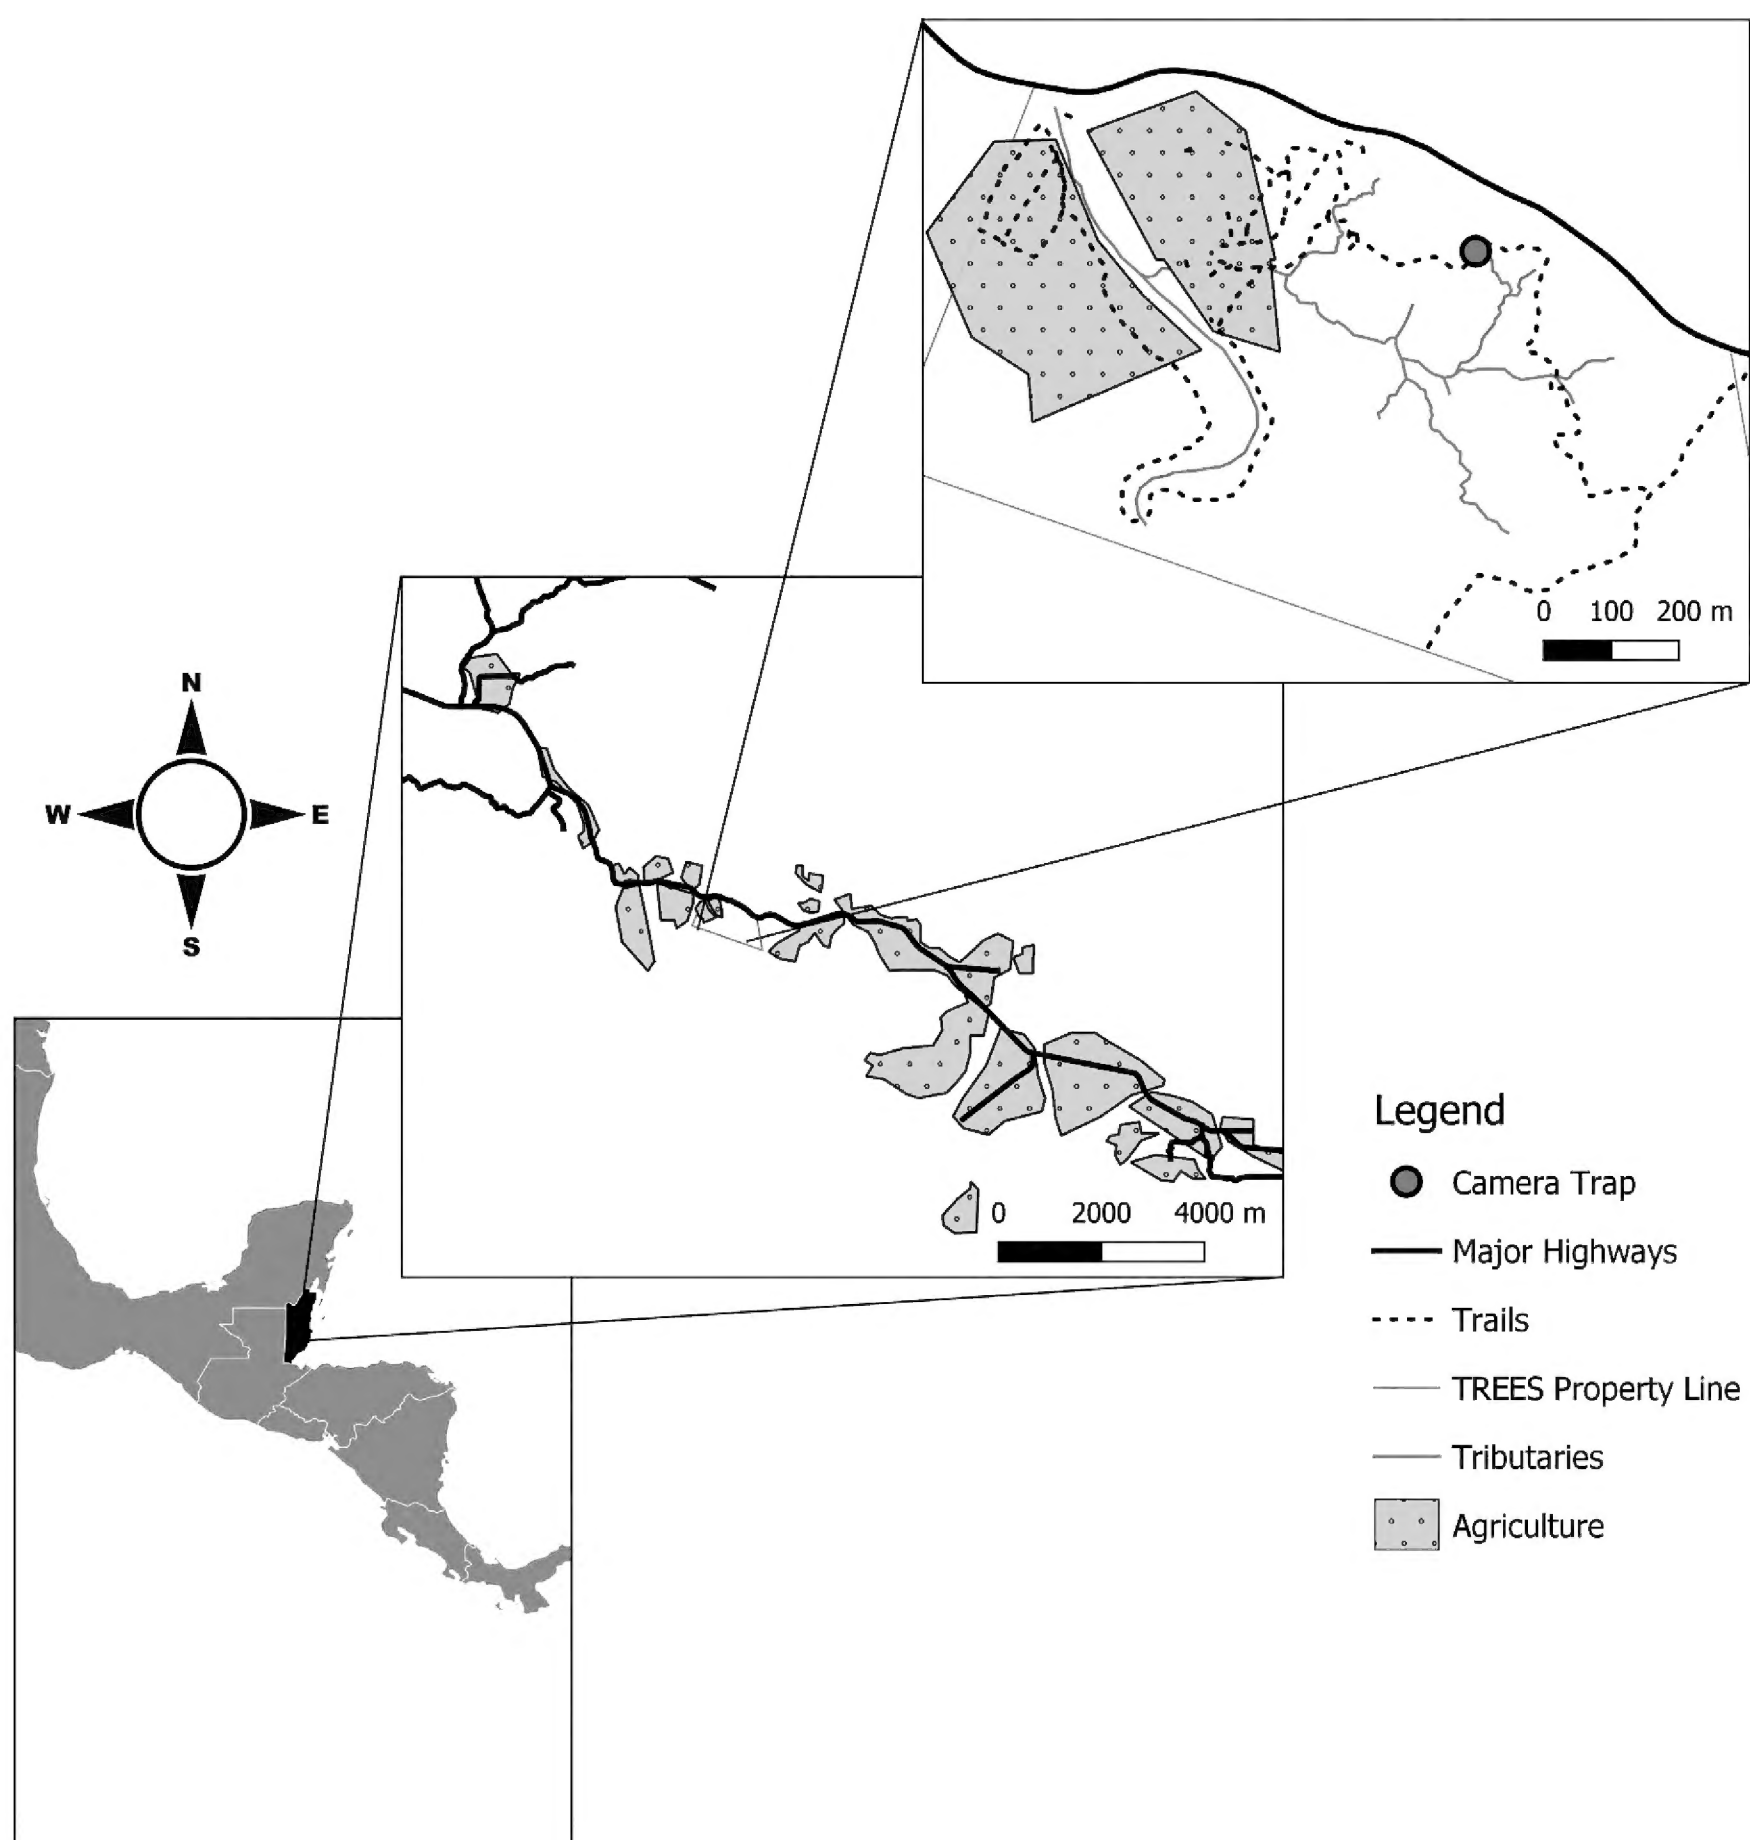 0 100 200 m
N
W E
S
0 2000 4000 m
Legend
Camera Trap
Major Highways
Trails
TREES Property Line
Tributaries
Agriculture